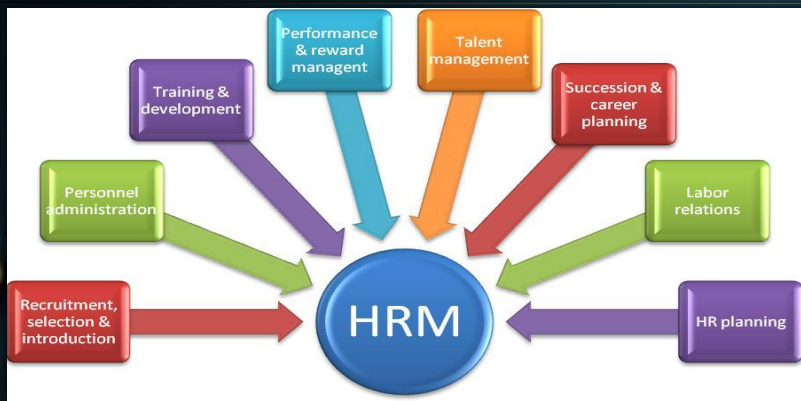 Performance
& reward
managent
Talent
management
Training &
development
Succession &
career
planning
Personnel
administration
Labor
relations
Recruitment,
selection &
introduction
HRM
HR planning